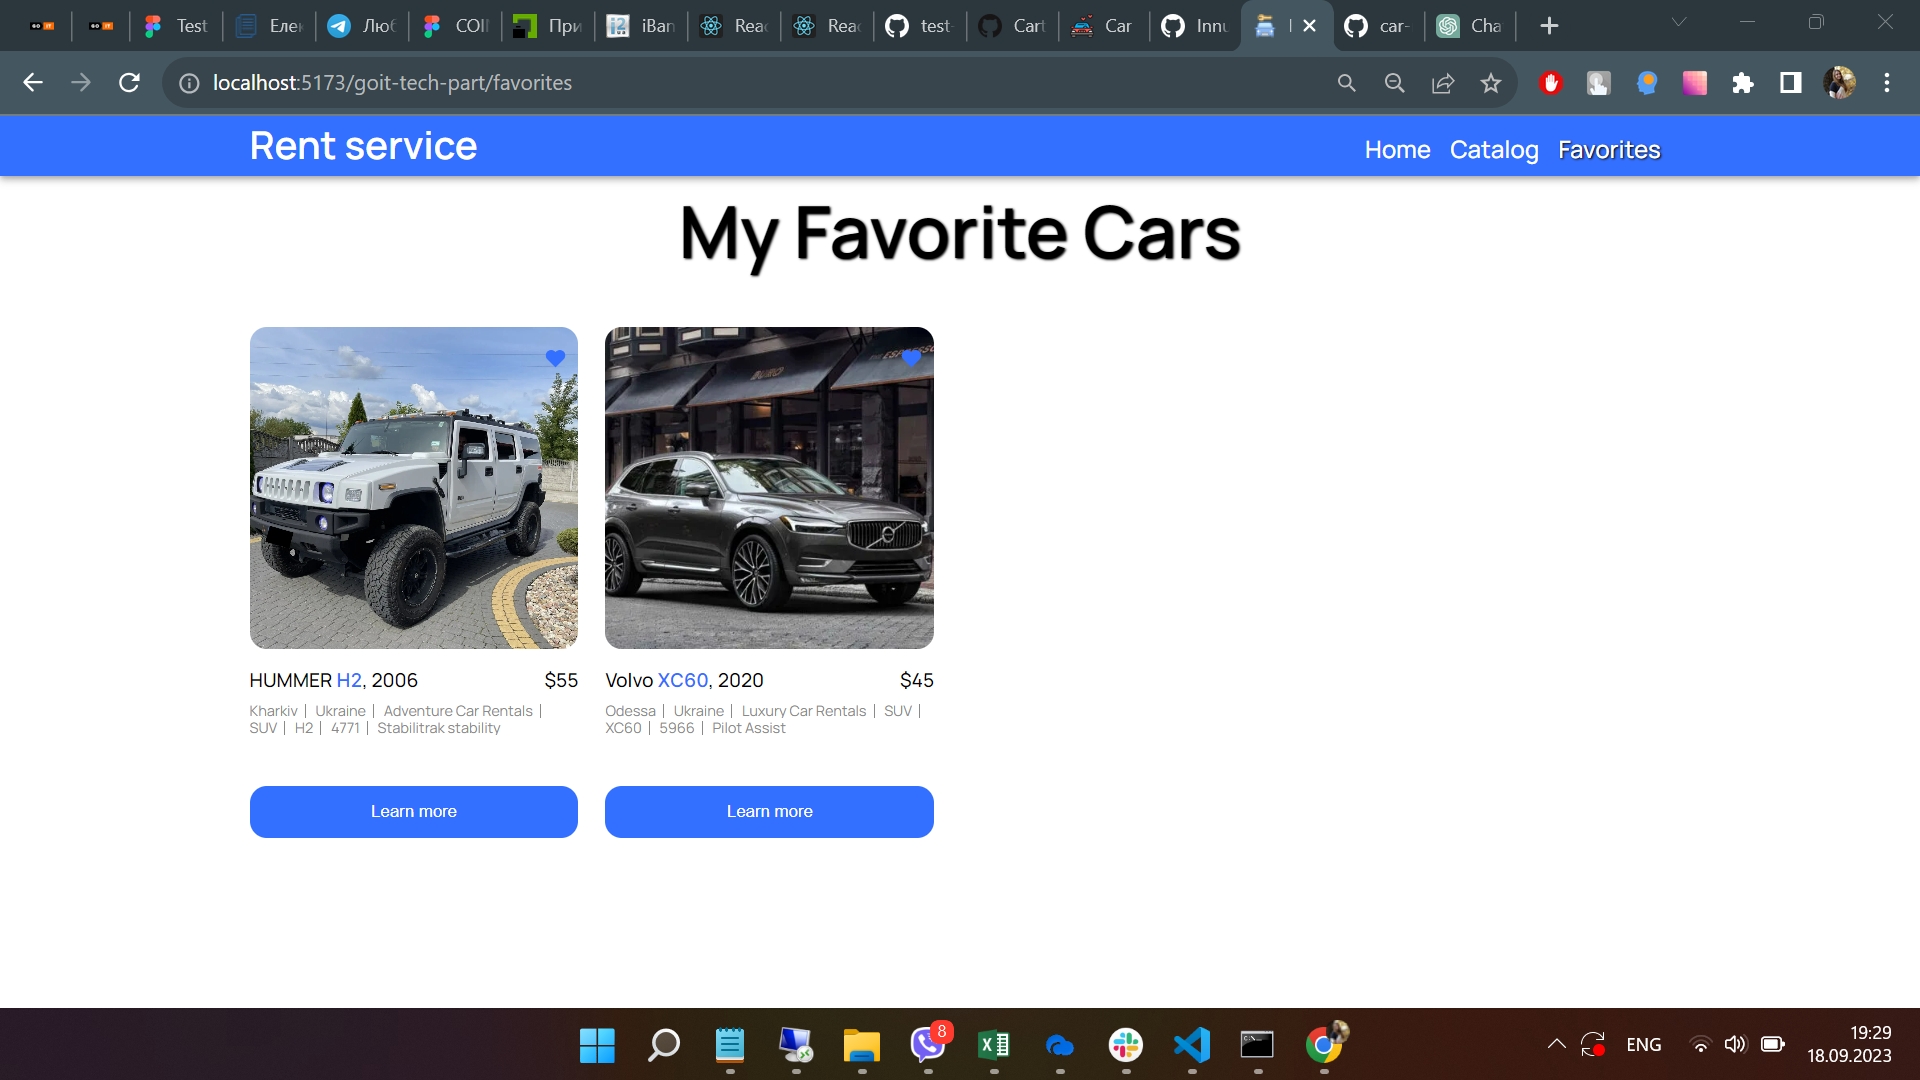 Test
Елек
Люб
COI
При
iBan
Reac
Reac
test-
Cart
Car
Innu
car-
Cha
localhost:5173/goit-tech-part/favorites
Rent service
Home Catalog Favorites
My Favorite Cars
HUMMER H2, 2006 $55
Kharkiv | Ukraine | Adventure Car Rentals |
SUV | H2 | 4771 | Stabilitrak stability
Learn more
Volvo XC60, 2020 $45
Odessa | Ukraine | Luxury Car Rentals | SUV |
XC60 | 5966 | Pilot Assist
Learn more
8
ENG
19:29
18.09.2023